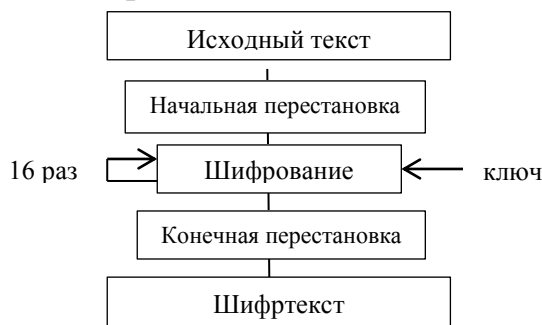 Исходный текст
Начальная перестановка
16 раз
Шифрование
ключ
Конечная перестановка
Шифртекст